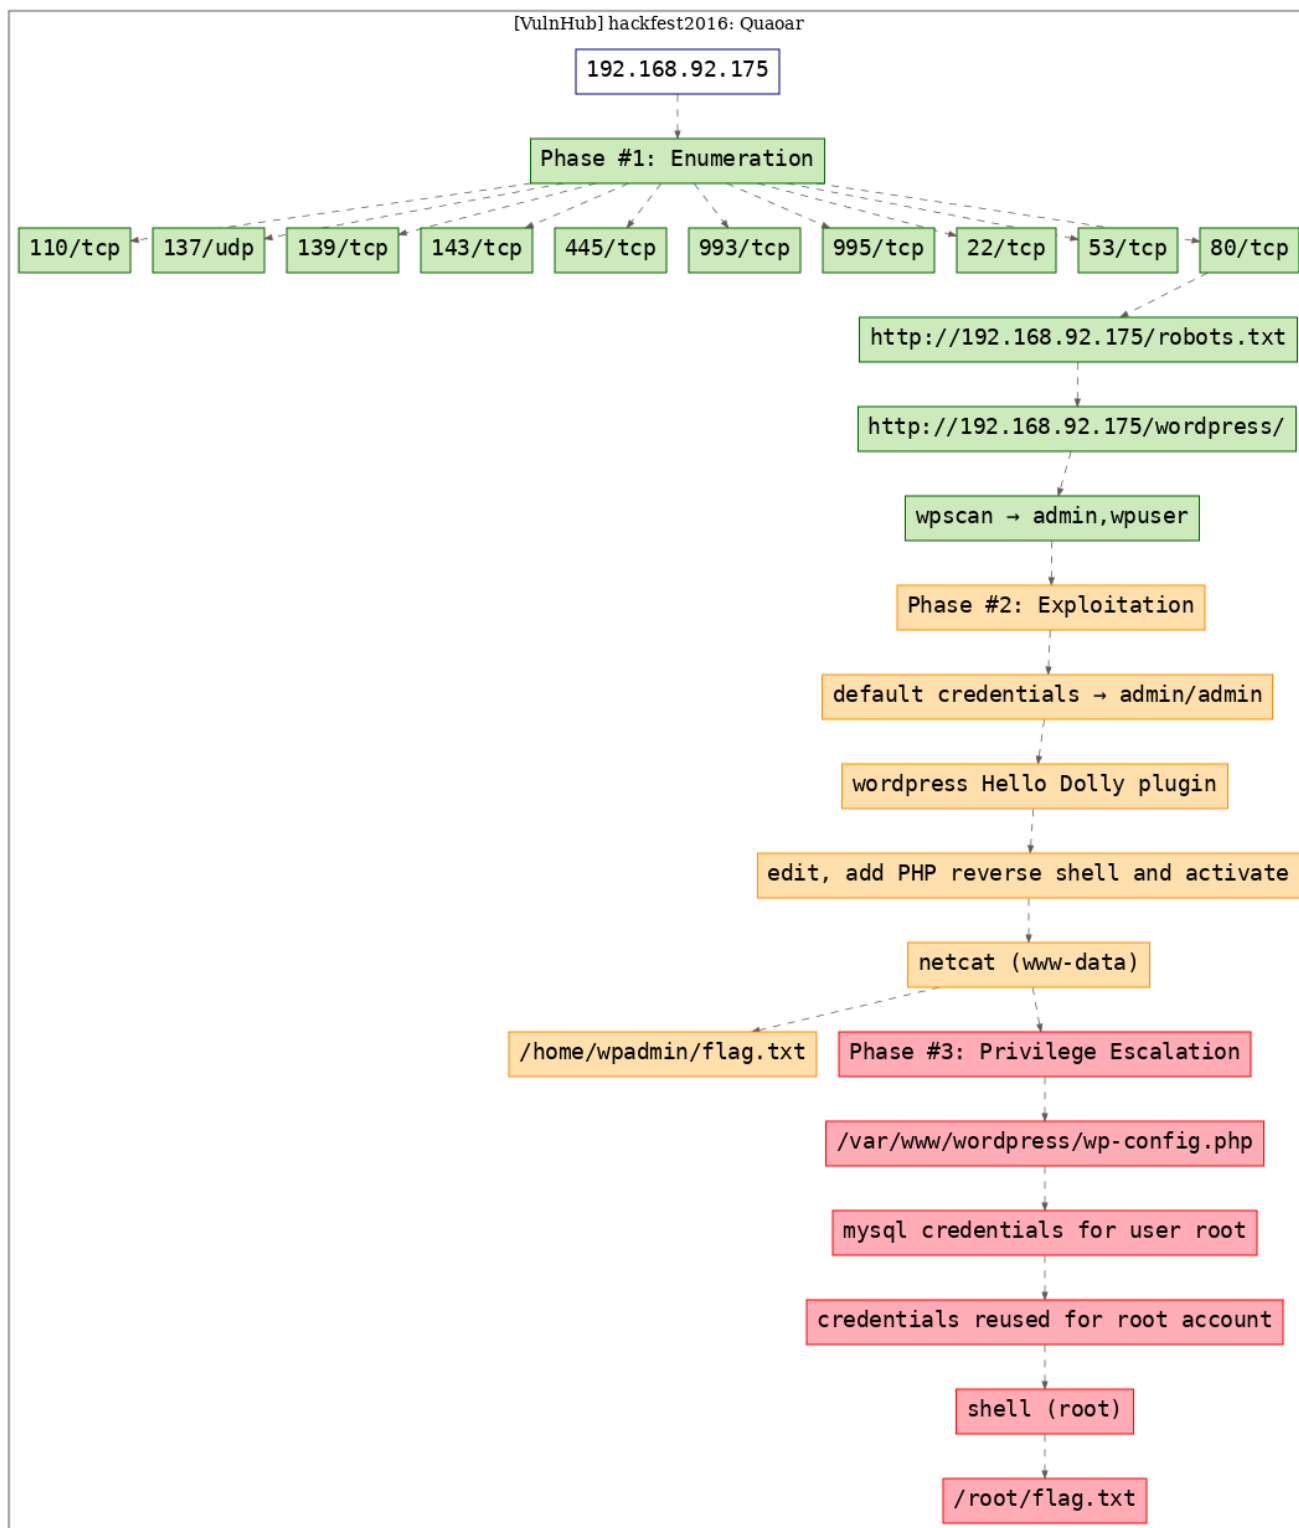 [VulnHub] hackfest2016: Quaoar
192.168.92.175
Phase #1: Enumeration
110/tcp
137/udp
139/tcp
143/tcp
445/tcp
993/tcp
995/tcp
22/tcp
53/tcp
80/tcp
http://192.168.92.175/robots.txt
http://192.168.92.175/wordpress/
wpscan → admin,wpuser
Phase #2: Exploitation
default credentials → admin/admin
wordpress Hello Dolly plugin
edit, add PHP reverse shell and activate
netcat (www-data)
/home/wpadmin/flag.txt
Phase #3: Privilege Escalation
/var/www/wordpress/wp-config.php
mysql credentials for user root
credentials reused for root account
shell (root)
/root/flag.txt